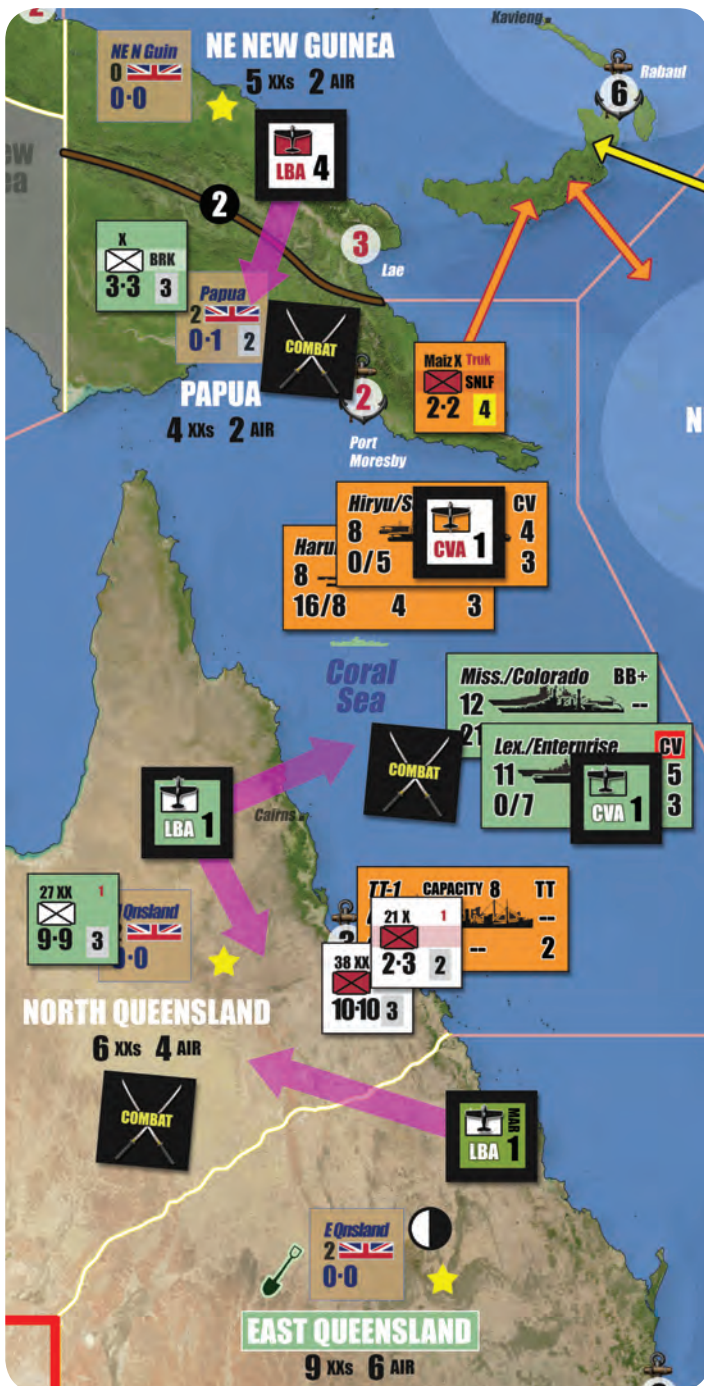 2
Kavieng
NE N Guin
0
0-0
NE NEW GUINEA
5 XXs 2 AIR
6
Rabaul
LBA 4
2
X
BRK
3-3 3
3
Lae
Papua
2
0-1 2
COMBAT
PAPUA
4 XXs 2 AIR
2
Port
Moresby
Maiz X Truk
SNLF
2-2 4
N
Hiryu/S
CV
8
4
0/5
3
CVA 1
Haru
8
16/8 4 3
Coral
Sea
Miss./Colorado BB+
12 --
21
Lex./Enterprise CV
11 5
0/7 3
CVA 1
COMBAT
LBA 1
Cairns
27 XX 1
9-9 3
Qnsland
0-0
TT-1 CAPACITY 8 TT
--
-- 2
21 X 1
2-3 2
38 XX
10-10 3
NORTH QUEENSLAND
6 XXs 4 AIR
COMBAT
MAR
LBA 1
E Qnsland
2
0-0
EAST QUEENSLAND
9 XXs 6 AIR